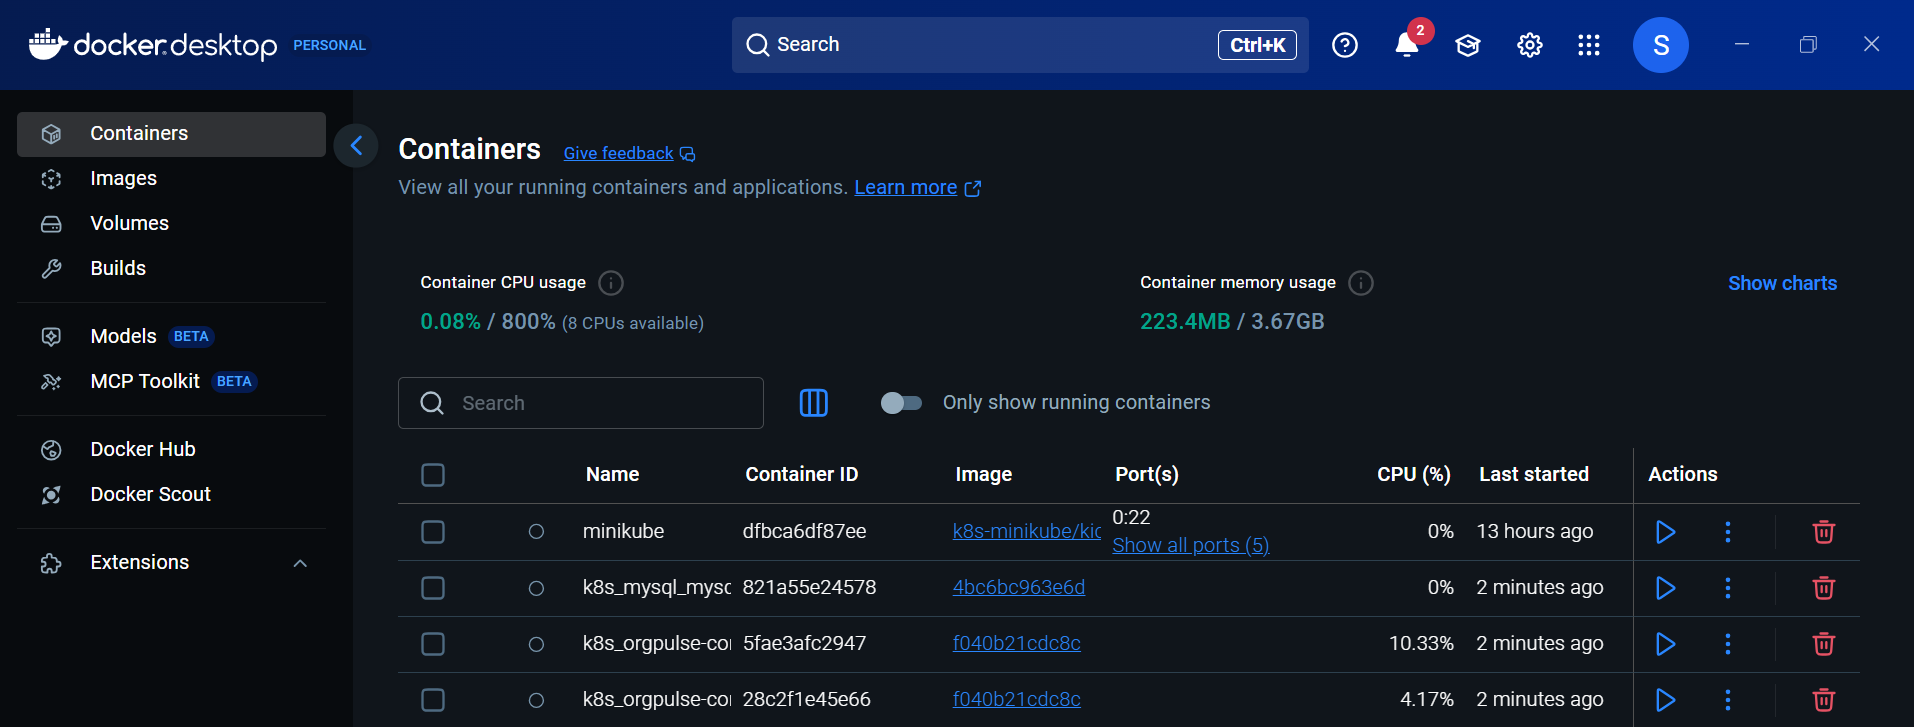 docker.desktop PERSONAL
Search Ctrl+K
2
S
Containers
Images
Volumes
Builds
Models BETA
MCP Toolkit BETA
Docker Hub
Docker Scout
Extensions
Containers Give feedback
View all your running containers and applications. Learn more
Container CPU usage
0.08% / 800% (8 CPUs available)
Container memory usage
223.4MB / 3.67GB
Show charts
Search
Only show running containers
Name Container ID Image Port(s) CPU (%) Last started Actions
minikube dfbca6df87ee k8s-minikube/kic 0:22 0% 13 hours ago
Show all ports (5)
k8s_mysql_mysq 821a55e24578 4bc6bc963e6d 0% 2 minutes ago
k8s_orgpulse-con 5fae3afc2947 f040b21cdc8c 10.33% 2 minutes ago
k8s_orgpulse-con 28c2f1e45e66 f040b21cdc8c 4.17% 2 minutes ago